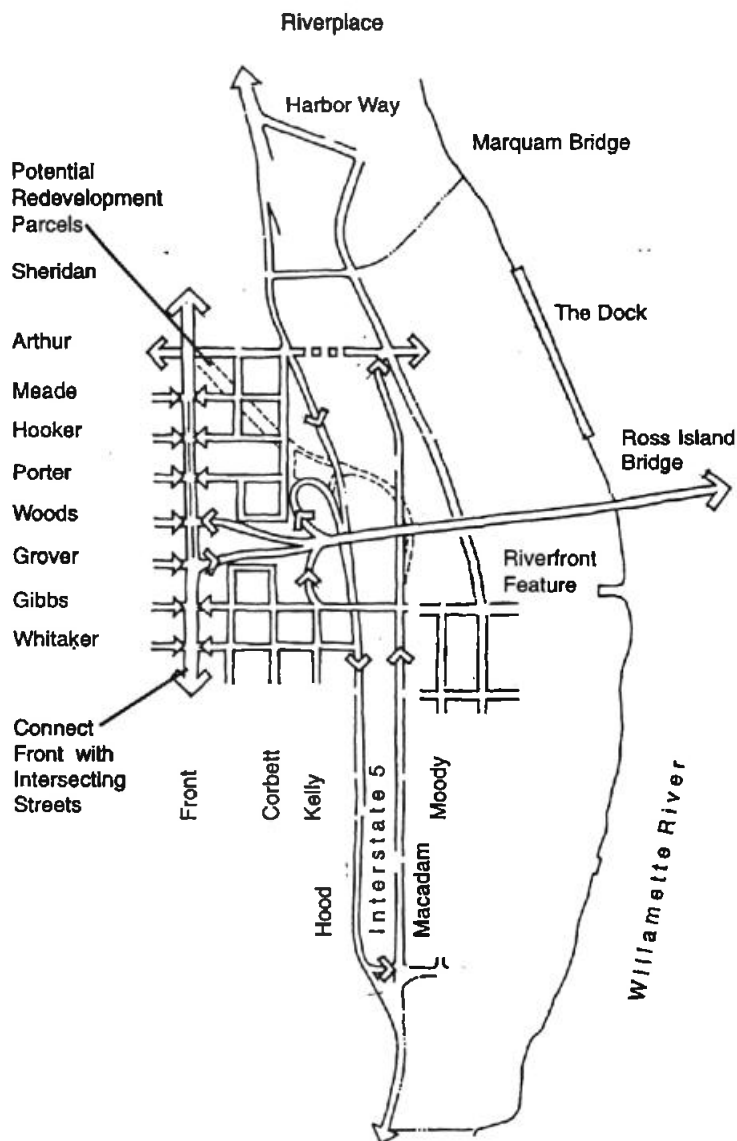 Riverplace
Harbor Way
Marquam Bridge
Potential
Redevelopment
Parcels
Sheridan
The Dock
Arthur
Meade
Hooker
Ross Island
Bridge
Porter
Woods
Grover
Riverfront
Feature
Gibbs
Whitaker
Connect
Front with
Intersecting
Streets
Front
Corbett
Kelly
Hood
Interstate 5
Macadam
Moody
Willamette River